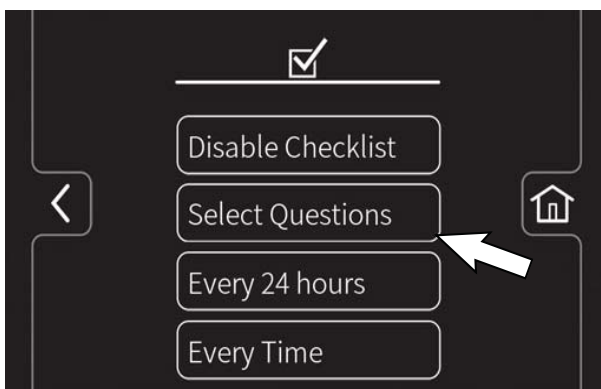 Disable Checklist
Select Questions
Every 24 hours
Every Time